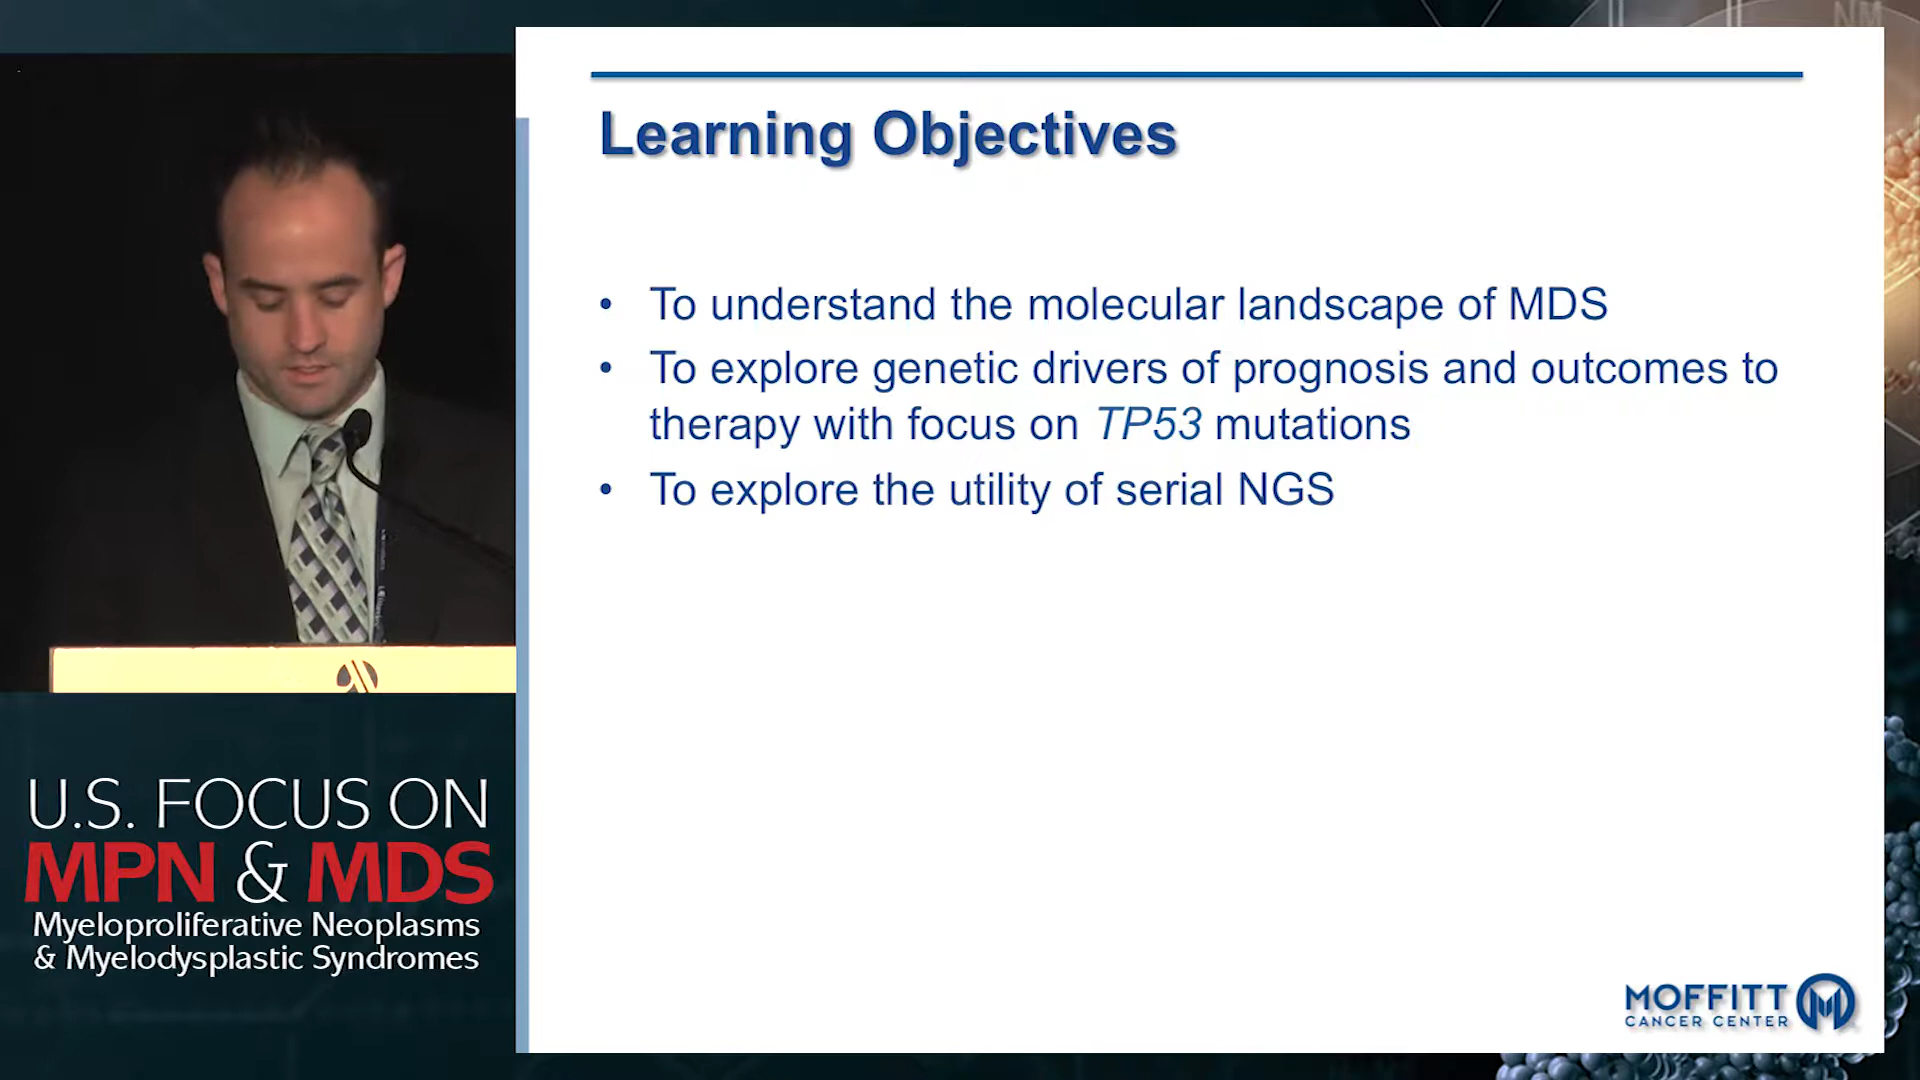 Learning Objectives
• To understand the molecular landscape of MDS
• To explore genetic drivers of prognosis and outcomes to
therapy with focus on TP53 mutations
• To explore the utility of serial NGS
U.S. FOCUS ON
MPN & MDS
Myeloproliferative Neoplasms
& Myelodysplastic Syndromes
MOFFITT
CANCER CENTER
NM